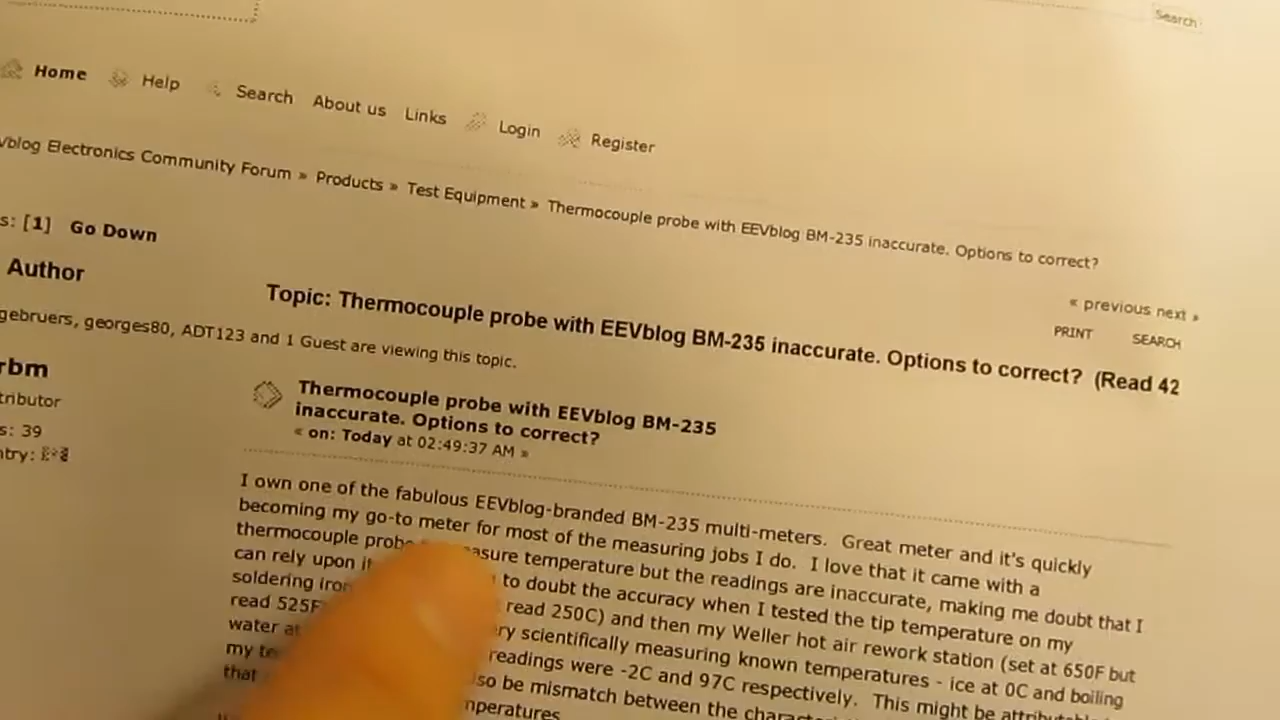 Search
Home Help Search About us Links Login Register
Vblog Electronics Community Forum » Products » Test Equipment » Thermocouple probe with EEVblog BM-235 inaccurate. Options to correct?
s: [1] Go Down
« previous next »
PRINT SEARCH
Author
Topic: Thermocouple probe with EEVblog BM-235 inaccurate. Options to correct? (Read 42
gebruers, georges80, ADT123 and 1 Guest are viewing this topic.
rbm
tributor
s: 39
ntry:
Thermocouple probe with EEVblog BM-235
inaccurate. Options to correct?
« on: Today at 02:49:37 AM »
I own one of the fabulous EEVblog-branded BM-235 multi-meters. Great meter and it's quickly
becoming my go-to meter for most of the measuring jobs I do. I love that it came with a
thermocouple probe asure temperature but the readings are inaccurate, making me doubt that I
can rely upon it to doubt the accuracy when I tested the tip temperature on my
soldering iron read 250C) and then my Weller hot air rework station (set at 650F but
read 525F ry scientifically measuring known temperatures - ice at 0C and boiling
water at readings were -2C and 97C respectively. This might be
my so be mismatch between the
that mperatures